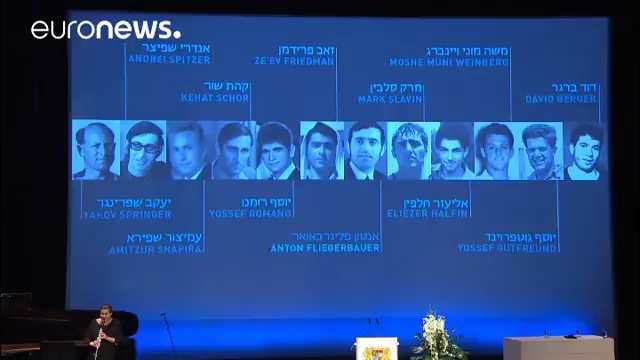 euronews.
אנדרי שפיצר
ANDREI SPITZER
זאב פרידמן
ZE'EV FRIEDMAN
משה מוני ויינברג
MOSHE MUNI WEINBERG
קהת שור
KEHAT SCHOR
מרק סלבין
MARK SLAVIN
דוד ברגר
DAVID BERGER
יעקב שפרינגר
YAKOV SPRINGER
יוסף רומנו
YOSSEF ROMANO
אליעזר חלפין
ELIEZER HALFIN
עמיצור שפירא
AMITZUR SHAPIRA
אנטון פליגרבאואר
ANTON FLIEGERBAUER
יוסף גוטפרוינד
YOSSEF GUTFREUND